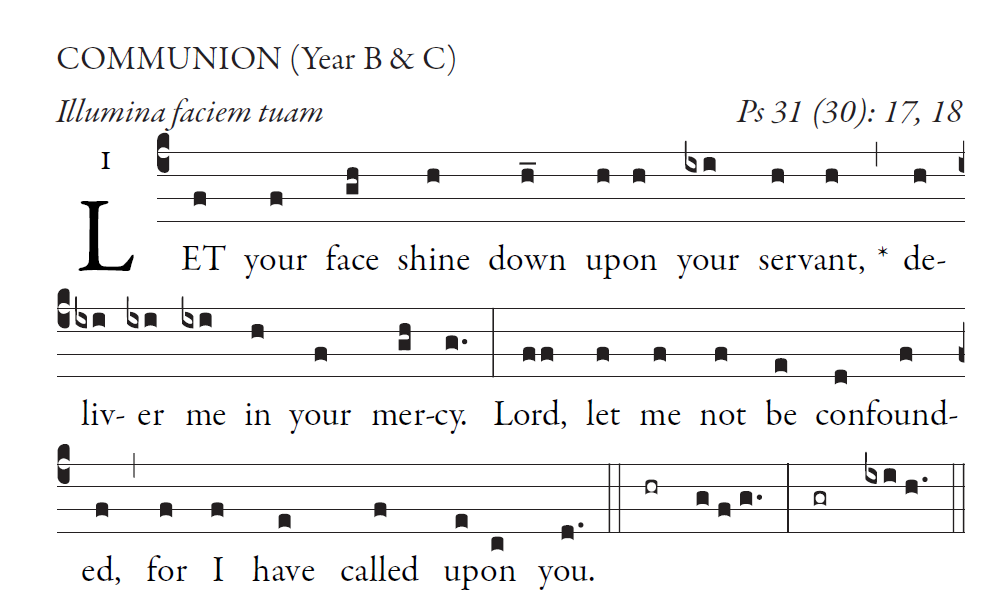 COMMUNION (Year B & C)
Illumina faciem tuam Ps 31 (30): 17, 18
1
LET your face shine down upon your servant, * de-
liv- er me in your mer-cy. Lord, let me not be confound-
ed, for I have called upon you.